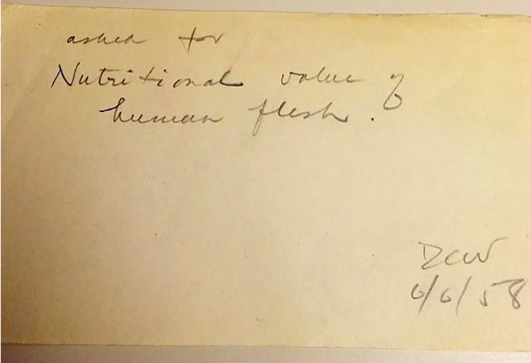 asked for
Nutritional value of
human flesh.
DCW
6/6/58